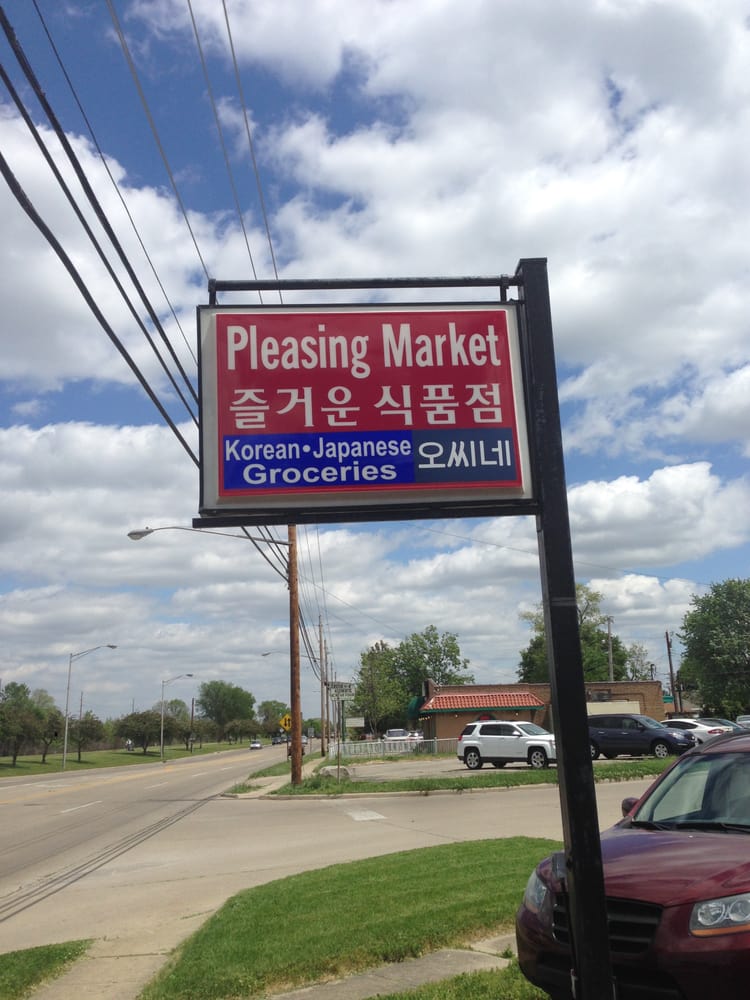 Pleasing Market
즐거운 식품점
Korean•Japanese
Groceries
오씨네